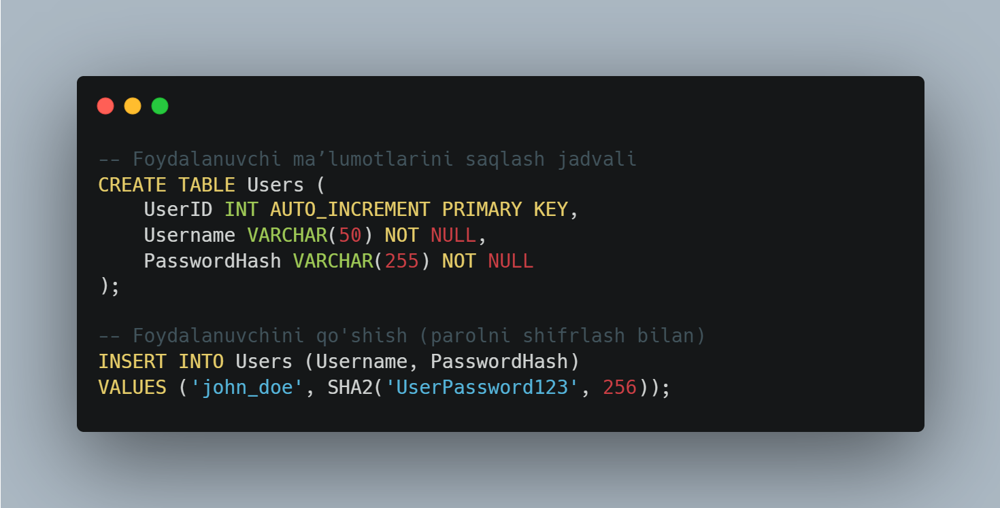 -- Foydalanuvchi ma’lumotlarini saqlash jadvali
CREATE TABLE Users (
    UserID INT AUTO_INCREMENT PRIMARY KEY,
    Username VARCHAR(50) NOT NULL,
    PasswordHash VARCHAR(255) NOT NULL
);
-- Foydalanuvchini qo'shish (parolni shifrlash bilan)
INSERT INTO Users (Username, PasswordHash)
VALUES ('john_doe', SHA2('UserPassword123', 256));